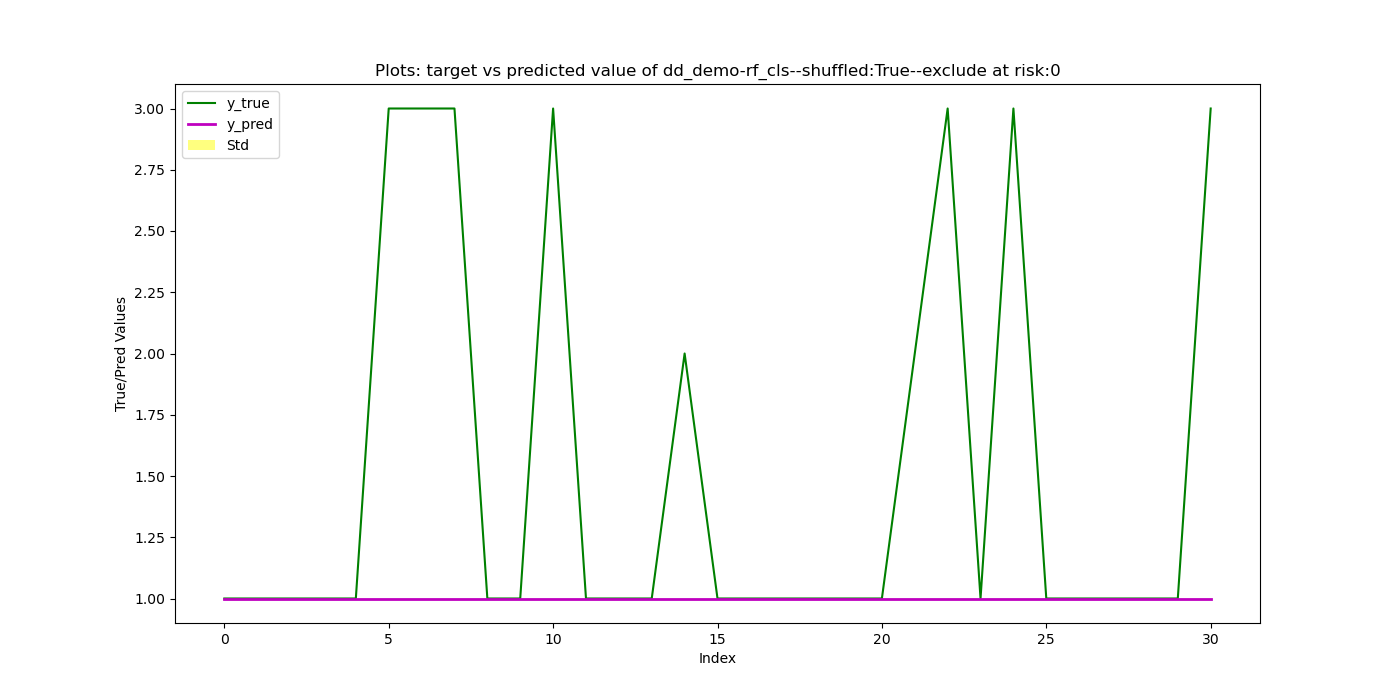 Plots: target vs predicted value of dd_demo-rf_cls--shuffled:True--exclude at risk:0
y_true
y_pred
Std
3.00
2.75
2.50
2.25
2.00
1.75
1.50
1.25
1.00
True/Pred Values
0 5 10 15 20 25 30
Index